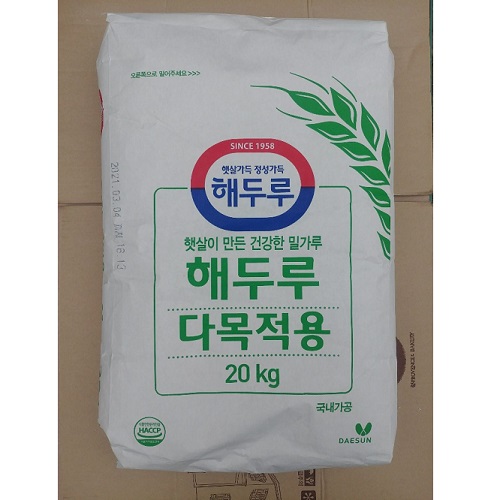 오른쪽으로 밀어주세요 >>>
SINCE 1958
햇살가득 정성가득
해두루
햇살이 만든 건강한 밀가루
해두루
다목적용
20 kg
국내가공
HACCP
DAESUN